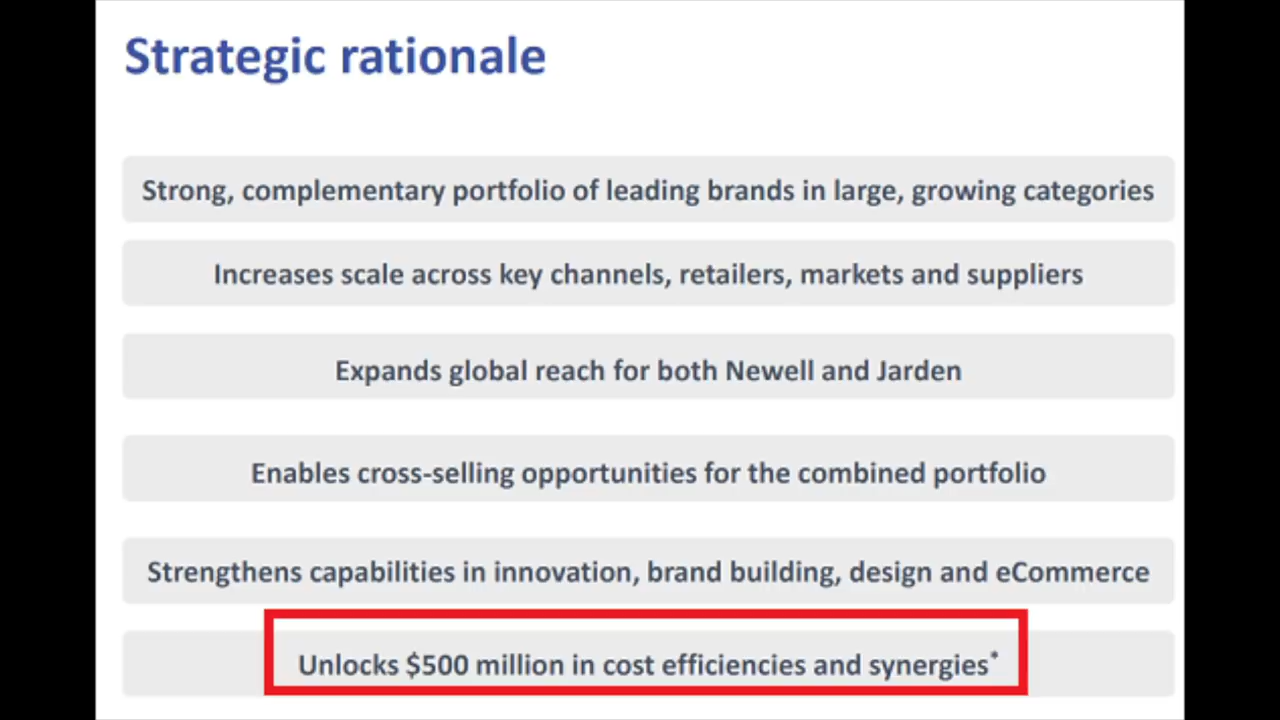 Strategic rationale
Strong, complementary portfolio of leading brands in large, growing categories
Increases scale across key channels, retailers, markets and suppliers
Expands global reach for both Newell and Jarden
Enables cross-selling opportunities for the combined portfolio
Strengthens capabilities in innovation, brand building, design and eCommerce
Unlocks $500 million in cost efficiencies and synergies*